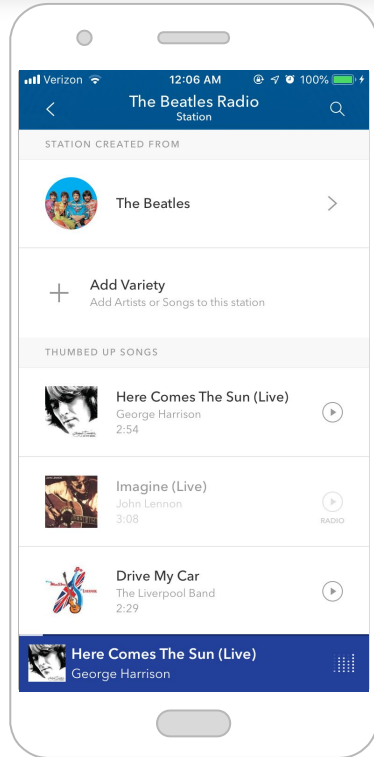 Verizon 12:06 AM 100%
The Beatles Radio
Station
STATION CREATED FROM
The Beatles
Add Variety
Add Artists or Songs to this station
THUMBED UP SONGS
Here Comes The Sun (Live)
George Harrison
2:54
Imagine (Live)
John Lennon
3:08
RADIO
Drive My Car
The Liverpool Band
2:29
Here Comes The Sun (Live)
George Harrison